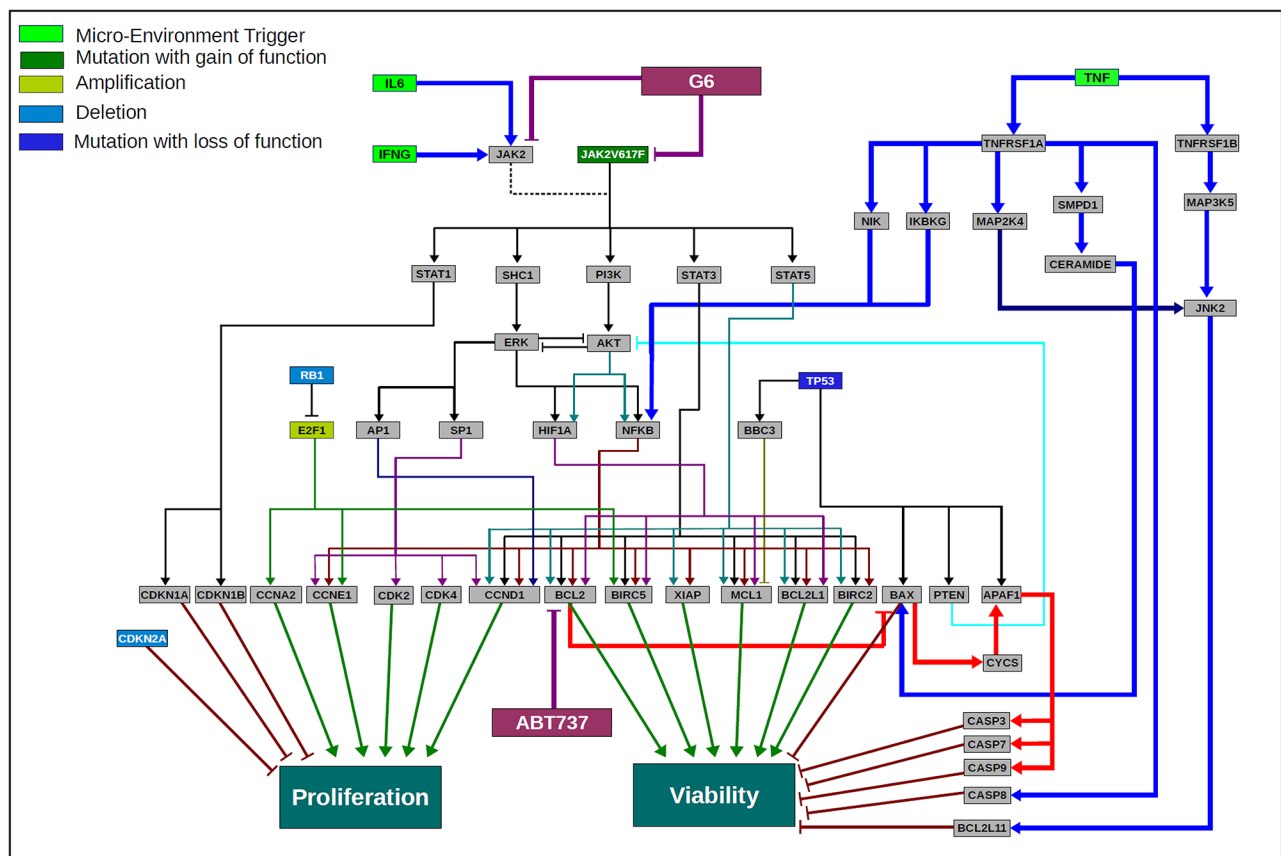 Micro-Environment Trigger
Mutation with gain of function
Amplification
Deletion
Mutation with loss of function
IL6
G6
TNF
IFNG
JAK2
JAK2V617F
TNFRSF1A
TNFRSF1B
NIK
IKBKG
MAP2K4
SMPD1
MAP3K5
CERAMIDE
STAT1
SHC1
PI3K
STAT3
STAT5
JNK2
ERK
AKT
RB1
TP53
E2F1
AP1
SP1
HIF1A
NFKB
BBC3
CDKN1A
CDKN1B
CCNA2
CCNE1
CDK2
CDK4
CCND1
BCL2
BIRC5
XIAP
MCL1
BCL2L1
BIRC2
BAX
PTEN
APAF1
CDKN2A
CYCS
ABT737
CASP3
CASP7
CASP9
CASP8
BCL2L11
Proliferation
Viability